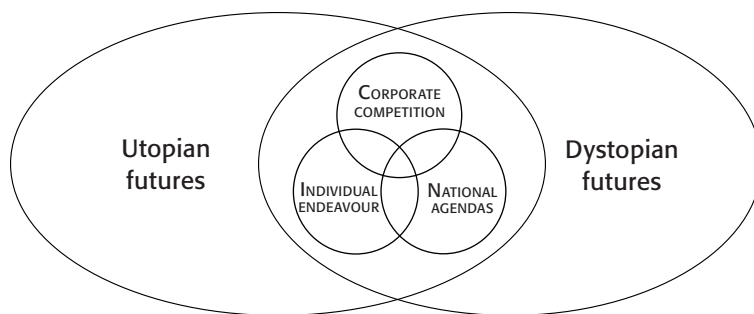 Utopian
futures
CORPORATE
COMPETITION
INDIVIDUAL
ENDEAVOUR
NATIONAL
AGENDAS
Dystopian
futures